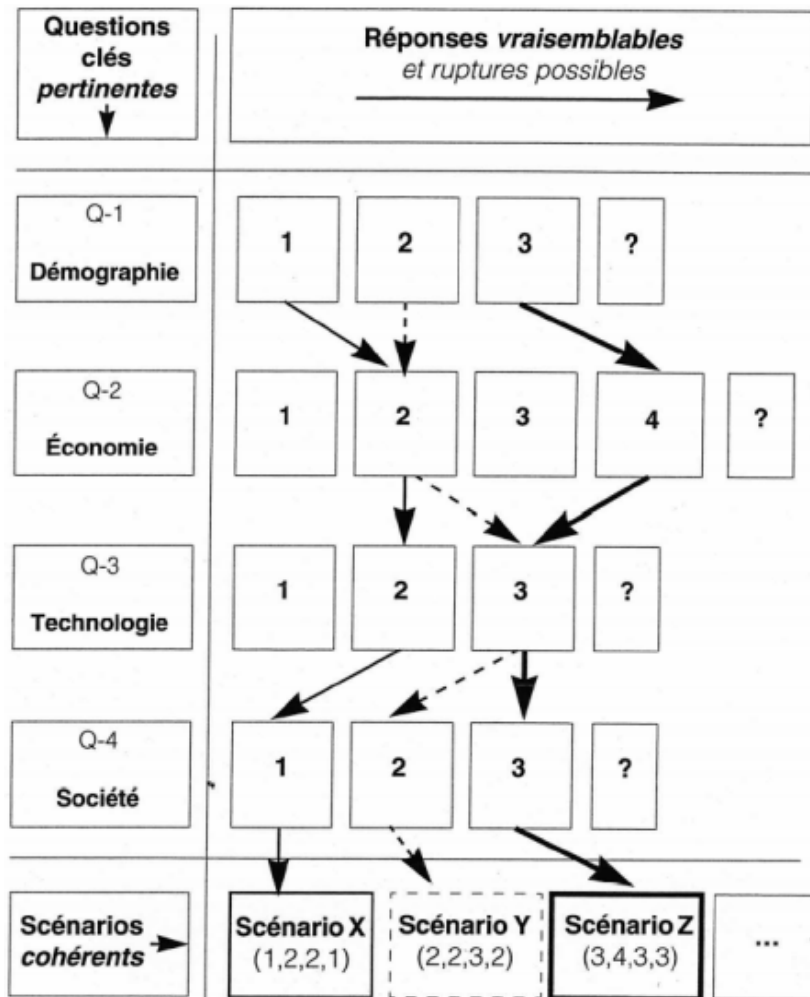 Questions
clés
pertinentes
Réponses vraisemblables
et ruptures possibles
Q-1
Démographie
1
2
3
?
Q-2
Économie
1
2
3
4
?
Q-3
Technologie
1
2
3
?
Q-4
Société
1
2
3
?
Scénarios
cohérents
Scénario X
(1,2,2,1)
Scénario Y
(2,2,3,2)
Scénario Z
(3,4,3,3)
...